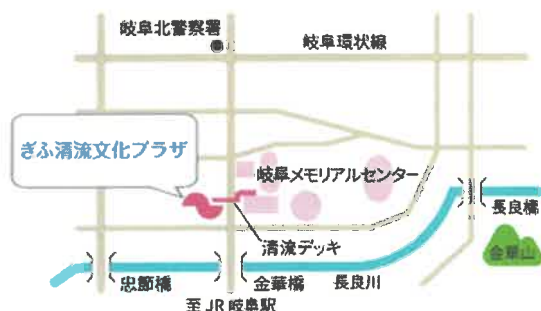 岐阜北警察署
岐阜環状線
ぎふ清流文化プラザ
岐阜メモリアルセンター
長良橋
清流デッキ
金華山
忠節橋
金華橋
長良川
至JR岐阜駅